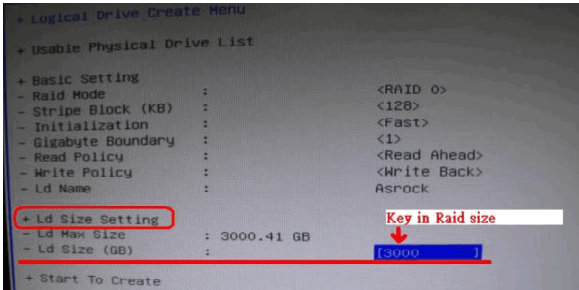 + Logical Drive Create Menu
+ Usable Physical Drive List
+ Basic Setting
- Raid Mode : <RAID 0>
- Stripe Block (KB) : <128>
- Initialization : <Fast>
- Gigabyte Boundary : <1>
- Read Policy : <Read Ahead>
- Write Policy : <Write Back>
- Ld Name : Asrock
+ Ld Size Setting
Key in Raid size
- Ld Max Size : 3000.41 GB
- Ld Size (GB) : [3000 ]
+ Start To Create